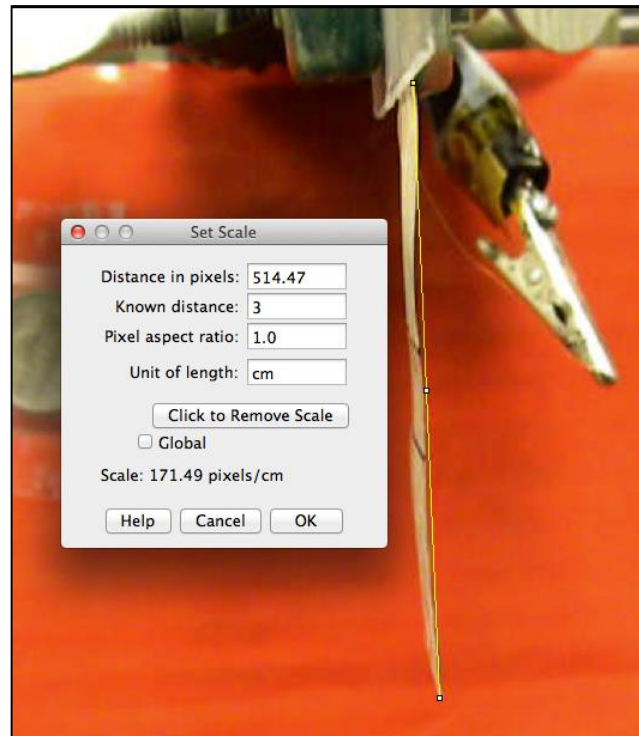 Set Scale
Distance in pixels: 514.47
Known distance: 3
Pixel aspect ratio: 1.0
Unit of length: cm
Click to Remove Scale
Global
Scale: 171.49 pixels/cm
Help Cancel OK